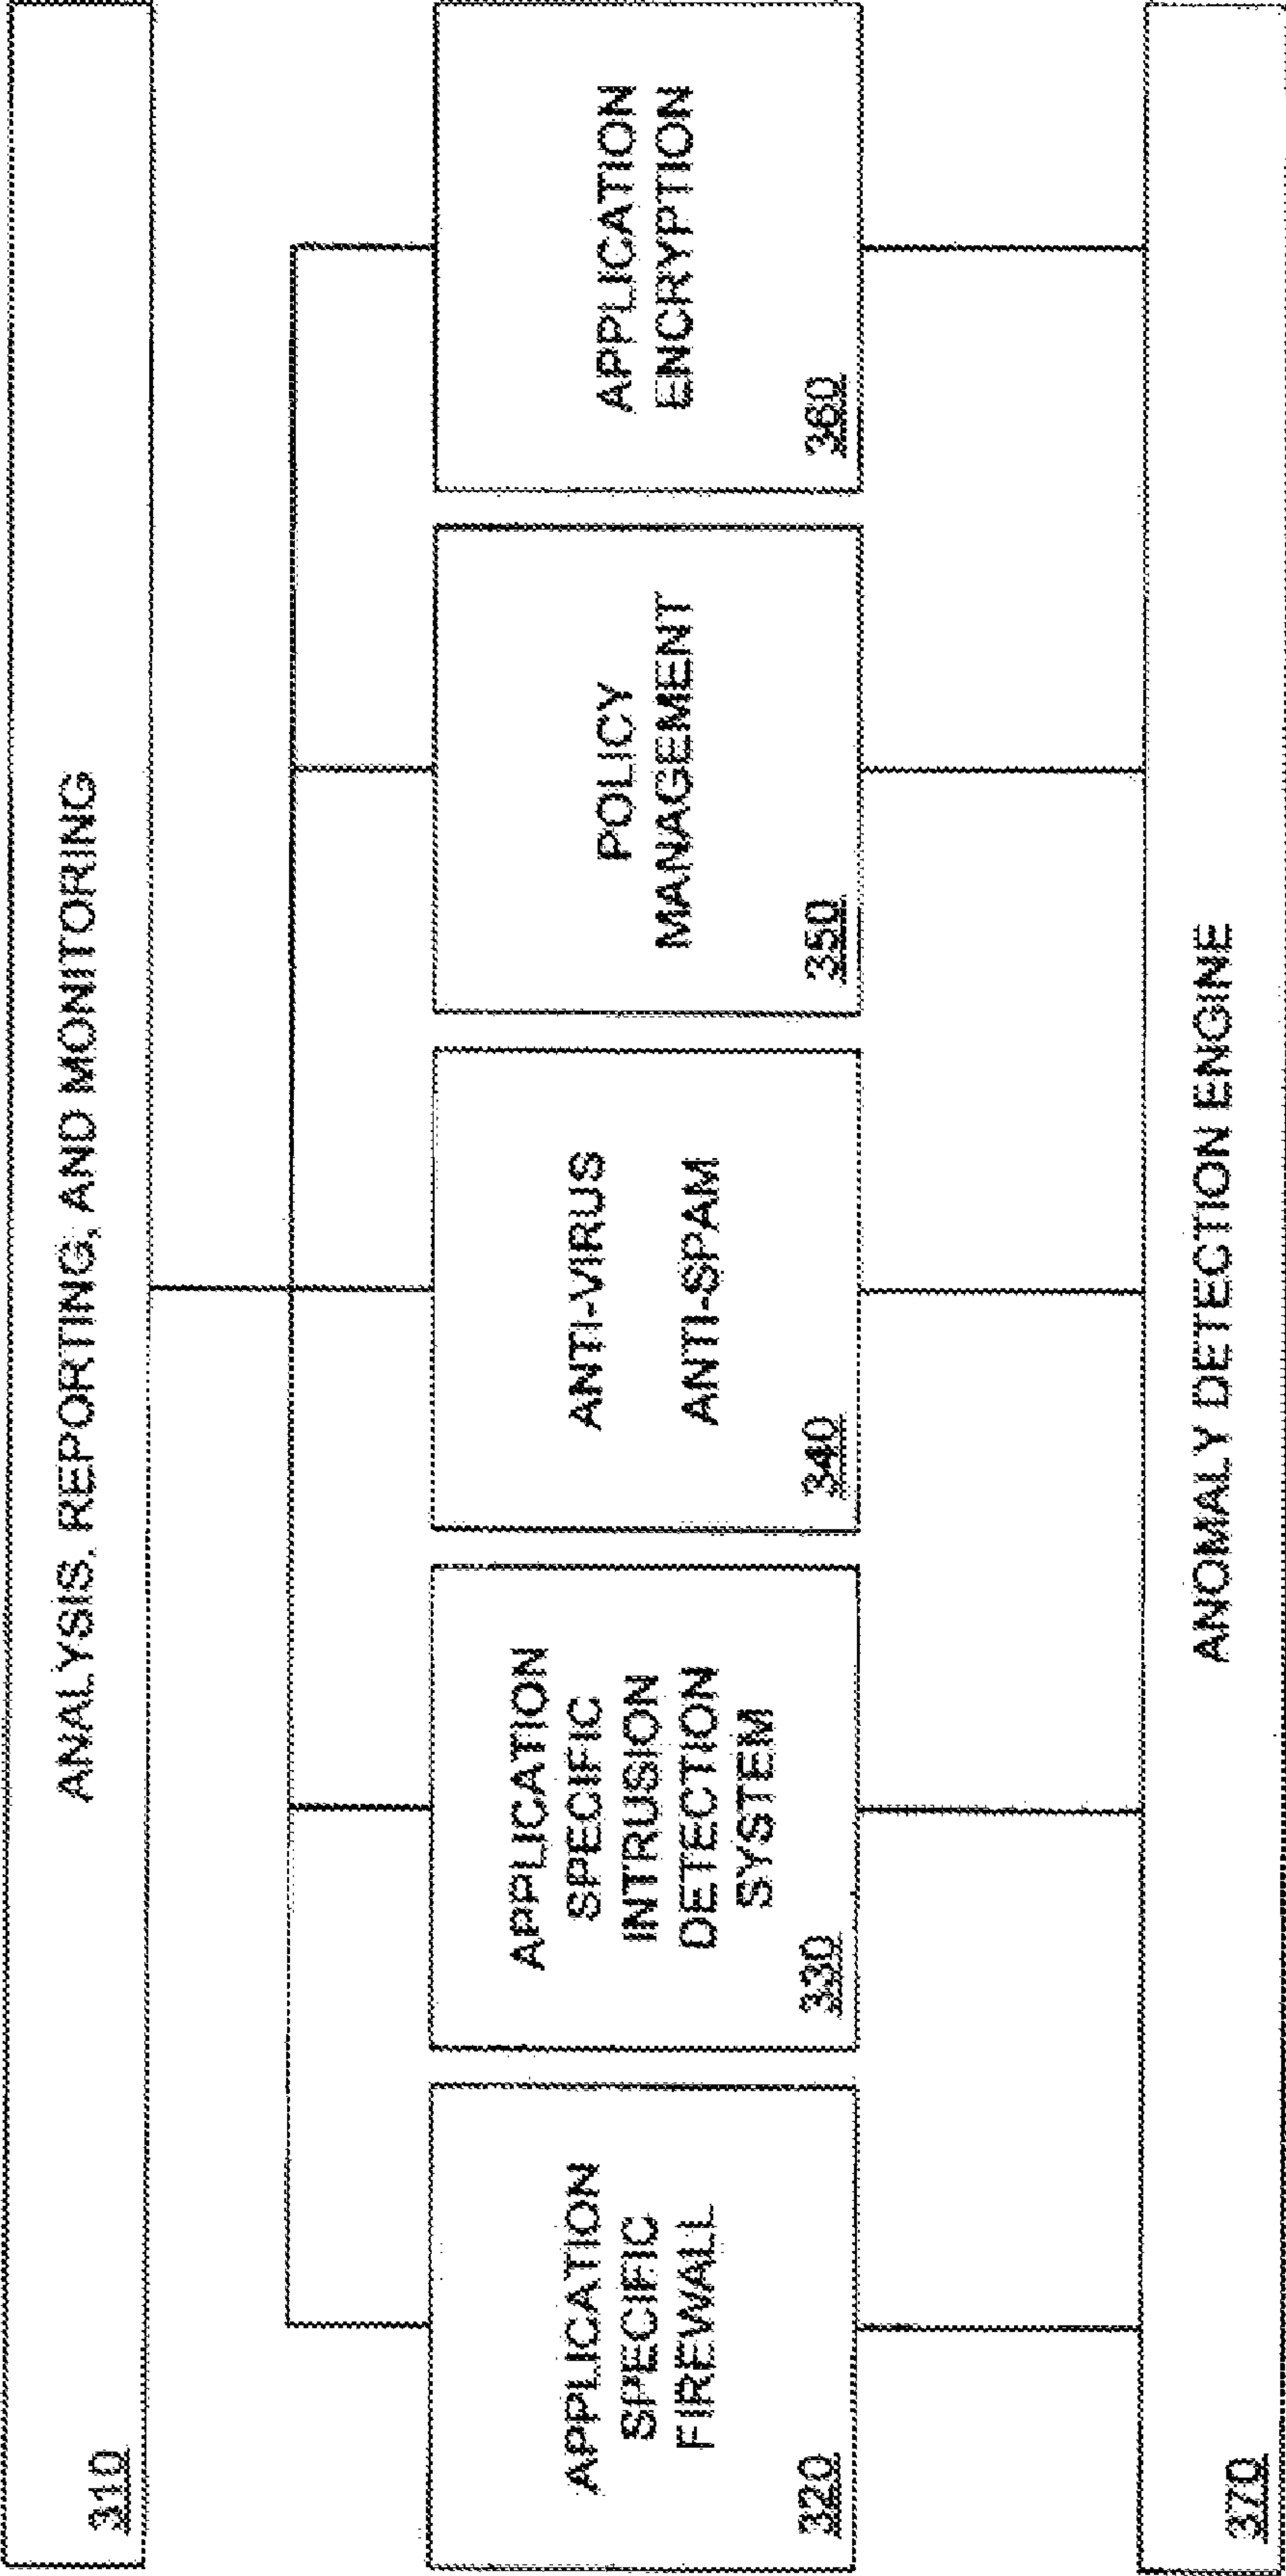 310
ANALYSIS, REPORTING, AND MONITORING
APPLICATION
SPECIFIC
FIREWALL
320
APPLICATION
SPECIFIC
INTRUSION
DETECTION
SYSTEM
330
ANTI-VIRUS
ANTI-SPAM
340
POLICY
MANAGEMENT
350
APPLICATION
ENCRYPTION
360
ANOMALY DETECTION ENGINE
370